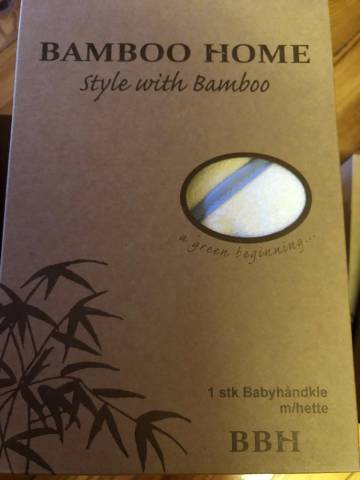 BAMBOO HOME
Style with Bamboo
a green beginning...
1 stk Babyhåndkle
m/hette
BBH